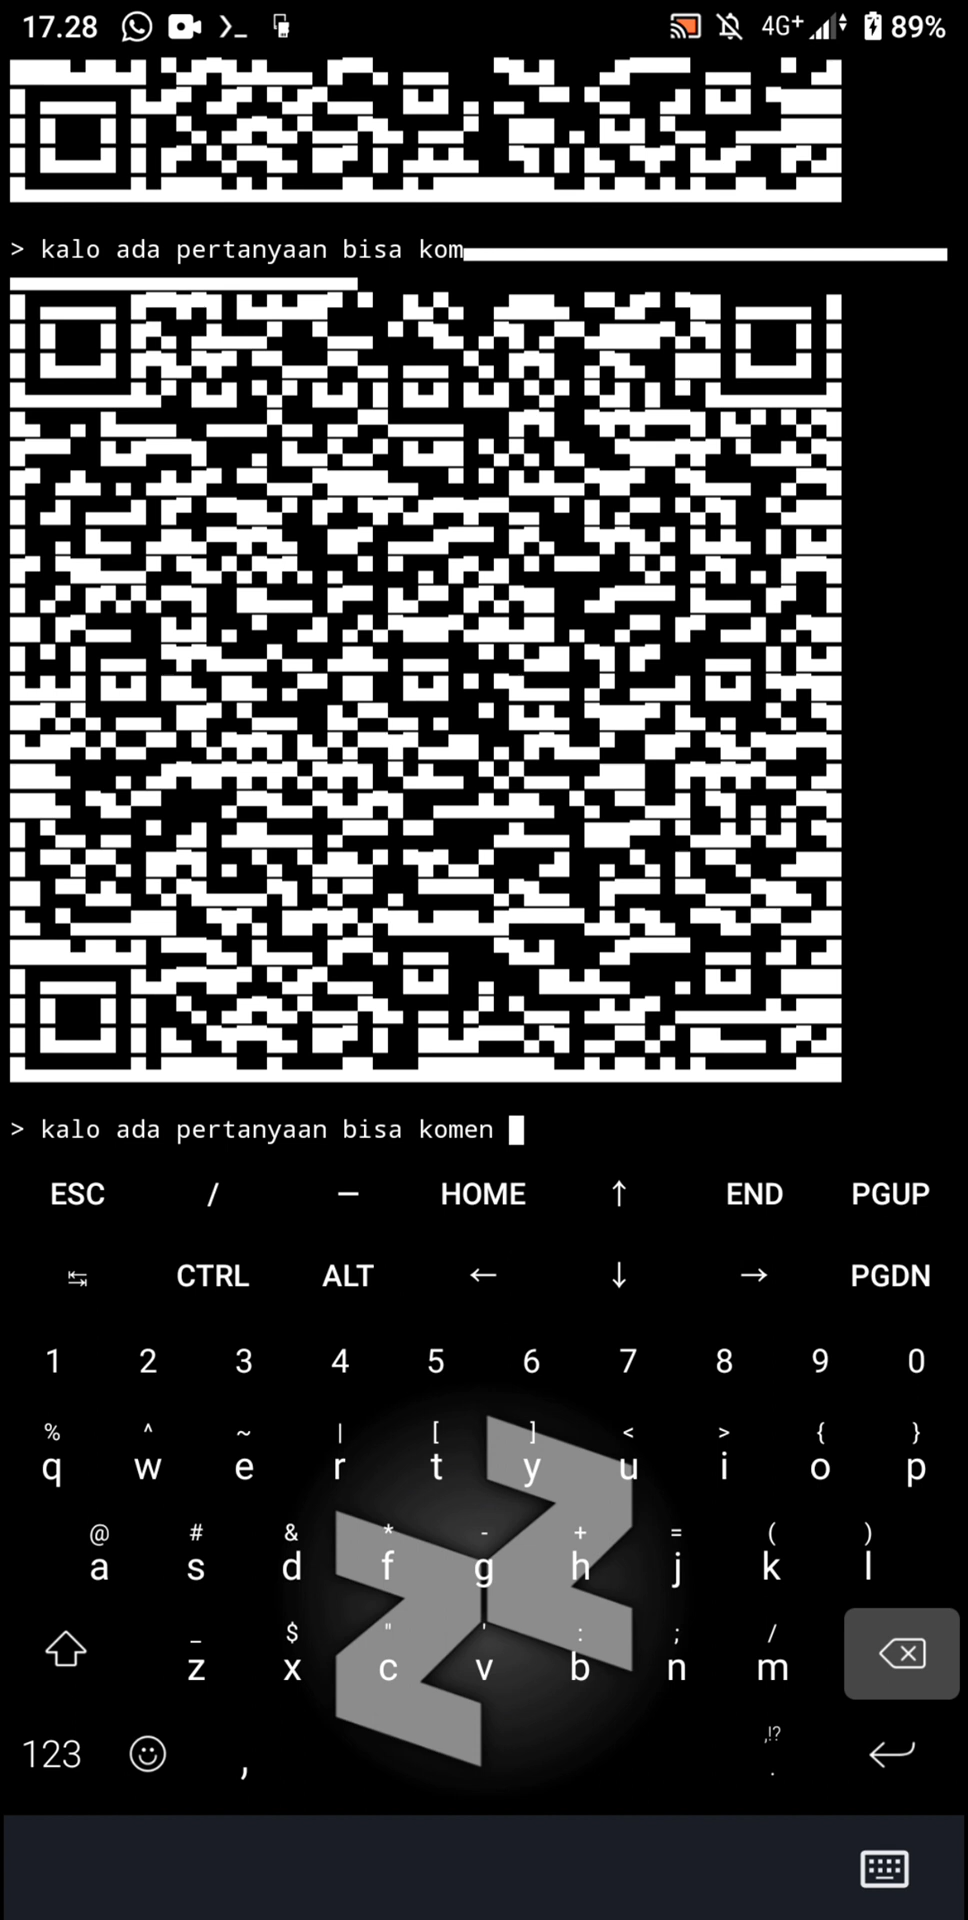 17.28 4G+ 89%
> kalo ada pertanyaan bisa kom
> kalo ada pertanyaan bisa komen
ESC / — HOME ↑ END PGUP
↹ CTRL ALT ← ↓ → PGDN
1 2 3 4 5 6 7 8 9 0
% ^ ~ | [ ] < > { }
q w e r t y u i o p
@ # & * - + = ( )
a s d f g h j k l
_ $ " ' : ; /
z x c v b n m
,!?
123 , .